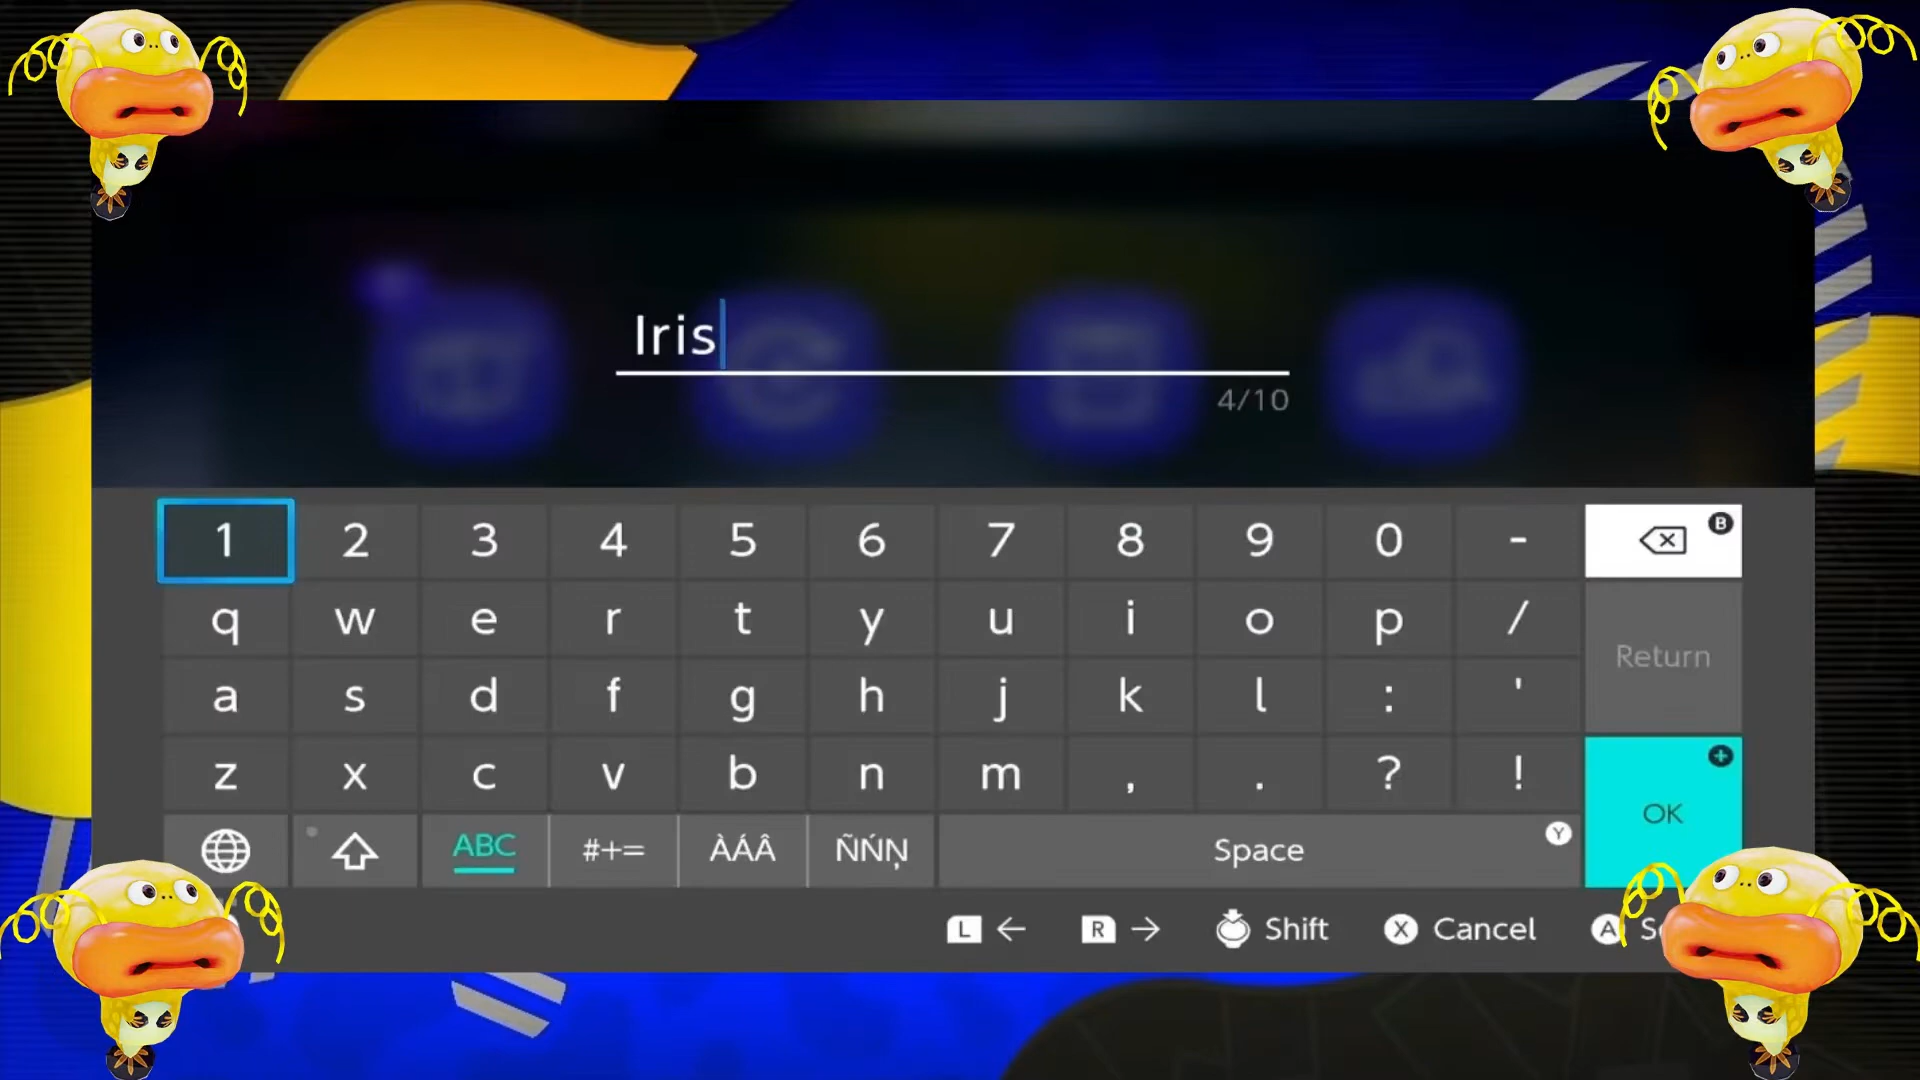 Iris
4/10
1 2 3 4 5 6 7 8 9 0 - B
q w e r t y u i o p /
Return
a s d f g h j k l : '
z x c v b n m , . ? ! +
OK
ABC #+= ÀÁÂ ÑŃŅ Space Y
L ← R → Shift X Cancel A